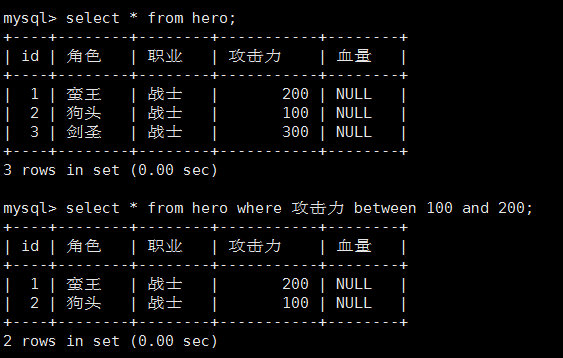 mysql> select * from hero;
+----+--------+--------+-----------+--------+
| id | 角色   | 职业   | 攻击力    | 血量   |
+----+--------+--------+-----------+--------+
|  1 | 蛮王   | 战士   |       200 | NULL   |
|  2 | 狗头   | 战士   |       100 | NULL   |
|  3 | 剑圣   | 战士   |       300 | NULL   |
+----+--------+--------+-----------+--------+
3 rows in set (0.00 sec)
mysql> select * from hero where 攻击力 between 100 and 200;
+----+--------+--------+-----------+--------+
| id | 角色   | 职业   | 攻击力    | 血量   |
+----+--------+--------+-----------+--------+
|  1 | 蛮王   | 战士   |       200 | NULL   |
|  2 | 狗头   | 战士   |       100 | NULL   |
+----+--------+--------+-----------+--------+
2 rows in set (0.00 sec)